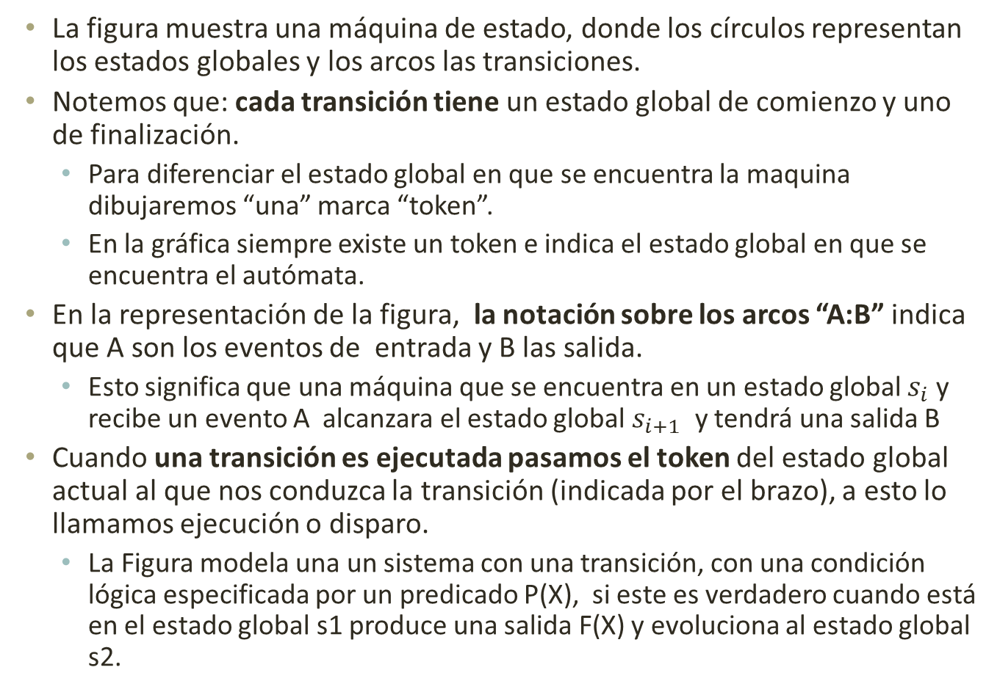 • La figura muestra una máquina de estado, donde los círculos representan
los estados globales y los arcos las transiciones.
• Notemos que: cada transición tiene un estado global de comienzo y uno
de finalización.
• Para diferenciar el estado global en que se encuentra la maquina
dibujaremos “una” marca “token”.
• En la gráfica siempre existe un token e indica el estado global en que se
encuentra el autómata.
• En la representación de la figura, la notación sobre los arcos “A:B” indica
que A son los eventos de entrada y B las salida.
• Esto significa que una máquina que se encuentra en un estado global $s_i$ y
recibe un evento A alcanzara el estado global $s_{i+1}$ y tendrá una salida B
• Cuando una transición es ejecutada pasamos el token del estado global
actual al que nos conduzca la transición (indicada por el brazo), a esto lo
llamamos ejecución o disparo.
• La Figura modela una un sistema con una transición, con una condición
lógica especificada por un predicado P(X), si este es verdadero cuando está
en el estado global s1 produce una salida F(X) y evoluciona al estado global
s2.